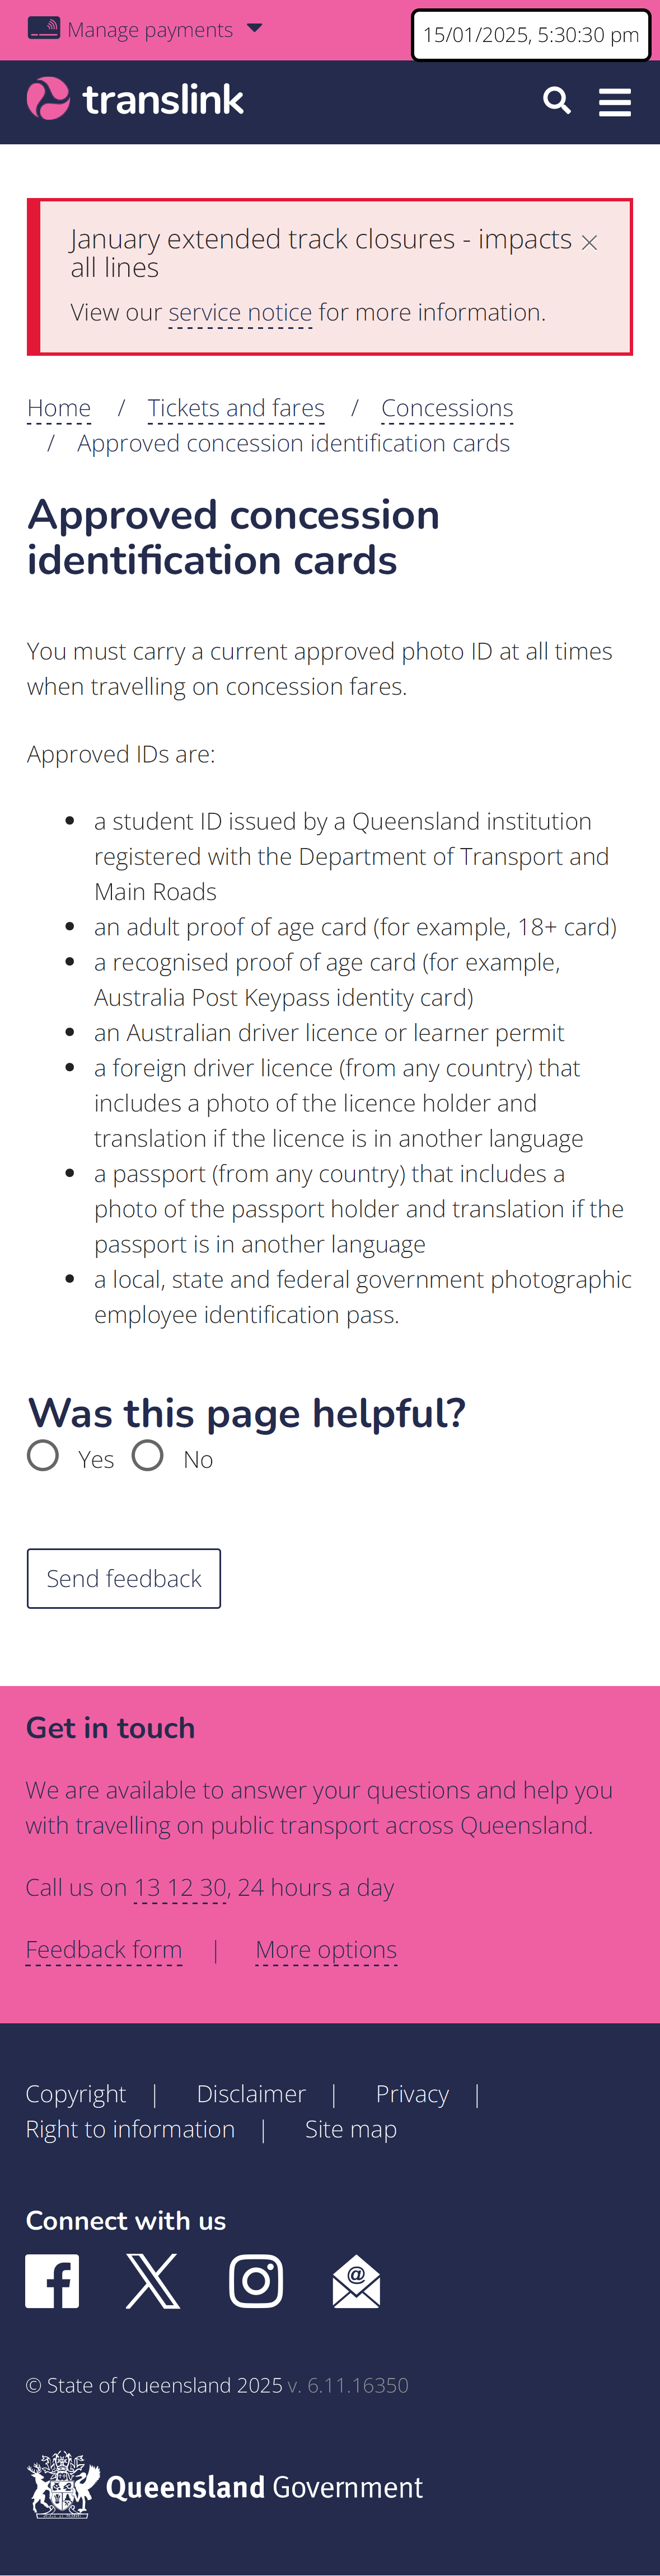 Manage payments
15/01/2025, 5:30:30 pm
translink
January extended track closures - impacts
all lines
View our service notice for more information.
Home / Tickets and fares / Concessions
/ Approved concession identification cards
Approved concession
identification cards
You must carry a current approved photo ID at all times
when travelling on concession fares.
Approved IDs are:
• a student ID issued by a Queensland institution
registered with the Department of Transport and
Main Roads
• an adult proof of age card (for example, 18+ card)
• a recognised proof of age card (for example,
Australia Post Keypass identity card)
• an Australian driver licence or learner permit
• a foreign driver licence (from any country) that
includes a photo of the licence holder and
translation if the licence is in another language
• a passport (from any country) that includes a
photo of the passport holder and translation if the
passport is in another language
• a local, state and federal government photographic
employee identification pass.
Was this page helpful?
Yes No
Send feedback
Get in touch
We are available to answer your questions and help you
with travelling on public transport across Queensland.
Call us on 13 12 30, 24 hours a day
Feedback form | More options
Copyright | Disclaimer | Privacy |
Right to information | Site map
Connect with us
© State of Queensland 2025 v. 6.11.16350
Queensland Government